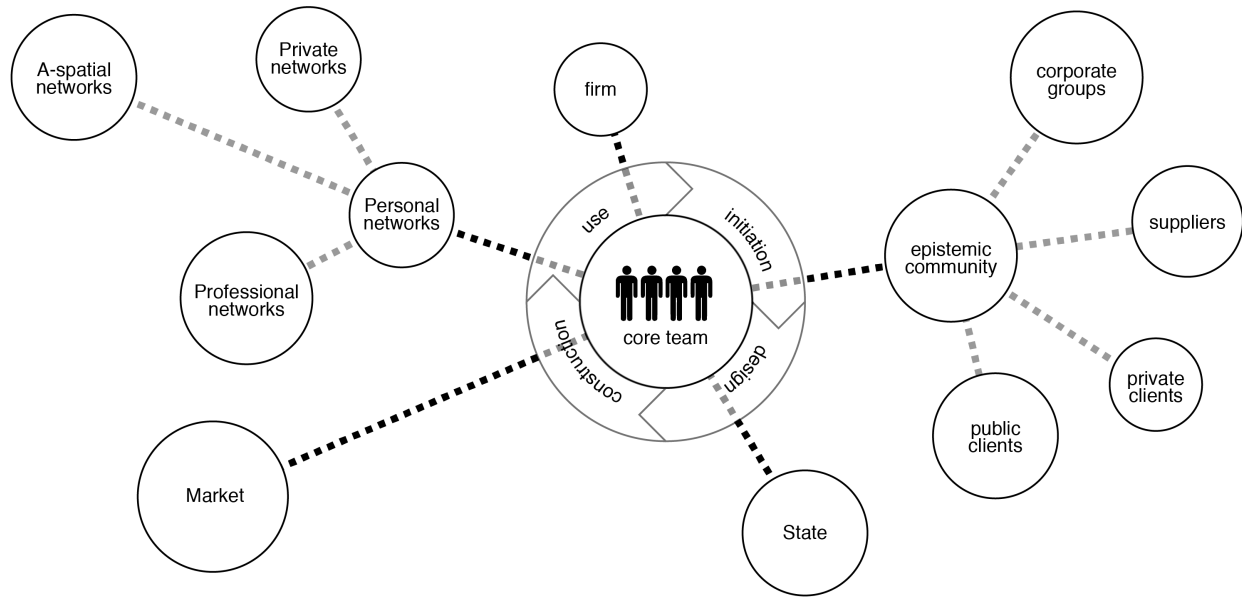 A-spatial
networks
Private
networks
firm
corporate
groups
Personal
networks
use
initiation
suppliers
epistemic
community
Professional
networks
core team
construction
design
private
clients
public
clients
Market
State